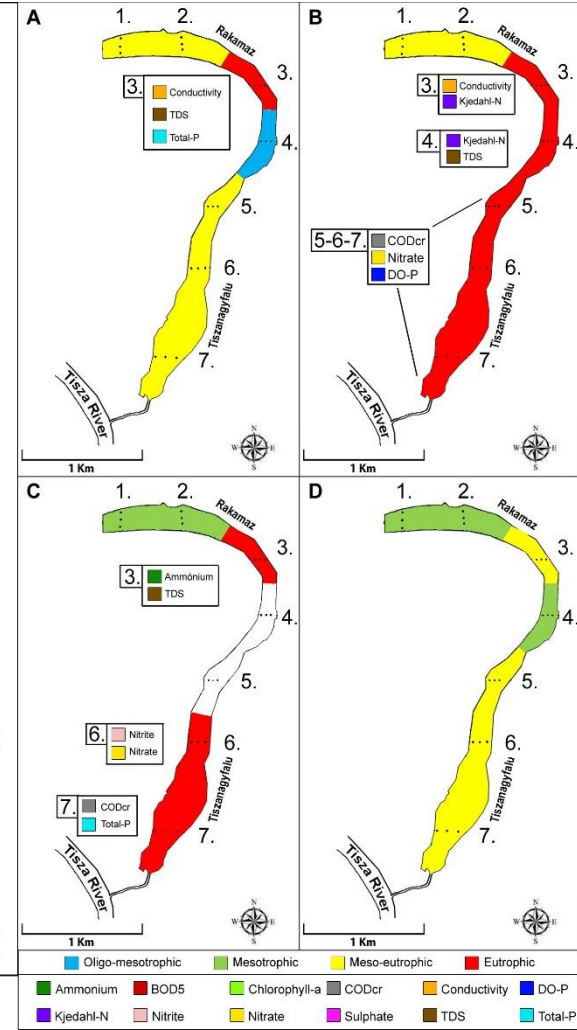 A
1.
2.
Rakamaz
3.
3.
Conductivity
TDS
Total-P
4.
5.
6.
Tiszanagyfalu
7.
Tisza River
N
W
E
S
1 Km
B
1.
2.
Rakamaz
3.
3.
Conductivity
Kjedahl-N
4.
Kjedahl-N
TDS
4.
5.
5-6-7.
CODcr
Nitrate
DO-P
6.
Tiszanagyfalu
7.
Tisza River
N
W
E
S
1 Km
C
1.
2.
Rakamaz
3.
3.
Ammónium
TDS
4.
5.
6.
Nitrite
Nitrate
6.
Tiszanagyfalu
7.
CODcr
Total-P
7.
Tisza River
N
W
E
S
1 Km
D
1.
2.
Rakamaz
3.
4.
5.
6.
Tiszanagyfalu
7.
Tisza River
N
W
E
S
1 Km
Oligo-mesotrophic Mesotrophic Meso-eutrophic Eutrophic
Ammonium BOD5 Chlorophyll-a CODcr Conductivity DO-P
Kjedahl-N Nitrite Nitrate Sulphate TDS Total-P